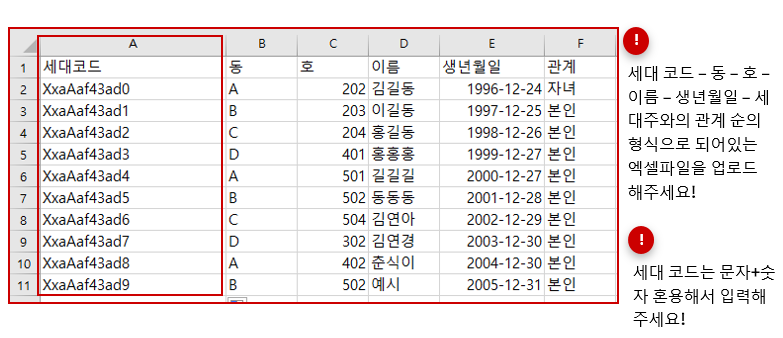 A B C D E F
1 세대코드 동 호 이름 생년월일 관계
2 XxaAaf43ad0 A 202 김길동 1996-12-24 자녀
3 XxaAaf43ad1 B 203 이길동 1997-12-25 본인
4 XxaAaf43ad2 C 204 홍길동 1998-12-26 본인
5 XxaAaf43ad3 D 401 홍홍홍 1999-12-27 본인
6 XxaAaf43ad4 A 501 길길길 2000-12-27 본인
7 XxaAaf43ad5 B 502 동동동 2001-12-28 본인
8 XxaAaf43ad6 C 504 김연아 2002-12-29 본인
9 XxaAaf43ad7 D 302 김연경 2003-12-30 본인
10 XxaAaf43ad8 A 402 춘식이 2004-12-30 본인
11 XxaAaf43ad9 B 502 예시 2005-12-31 본인
!
세대 코드 – 동 – 호 –
이름 – 생년월일 – 세
대주와의 관계 순의
형식으로 되어있는
엑셀파일을 업로드
해주세요!
!
세대 코드는 문자+숫
자 혼용해서 입력해
주세요!